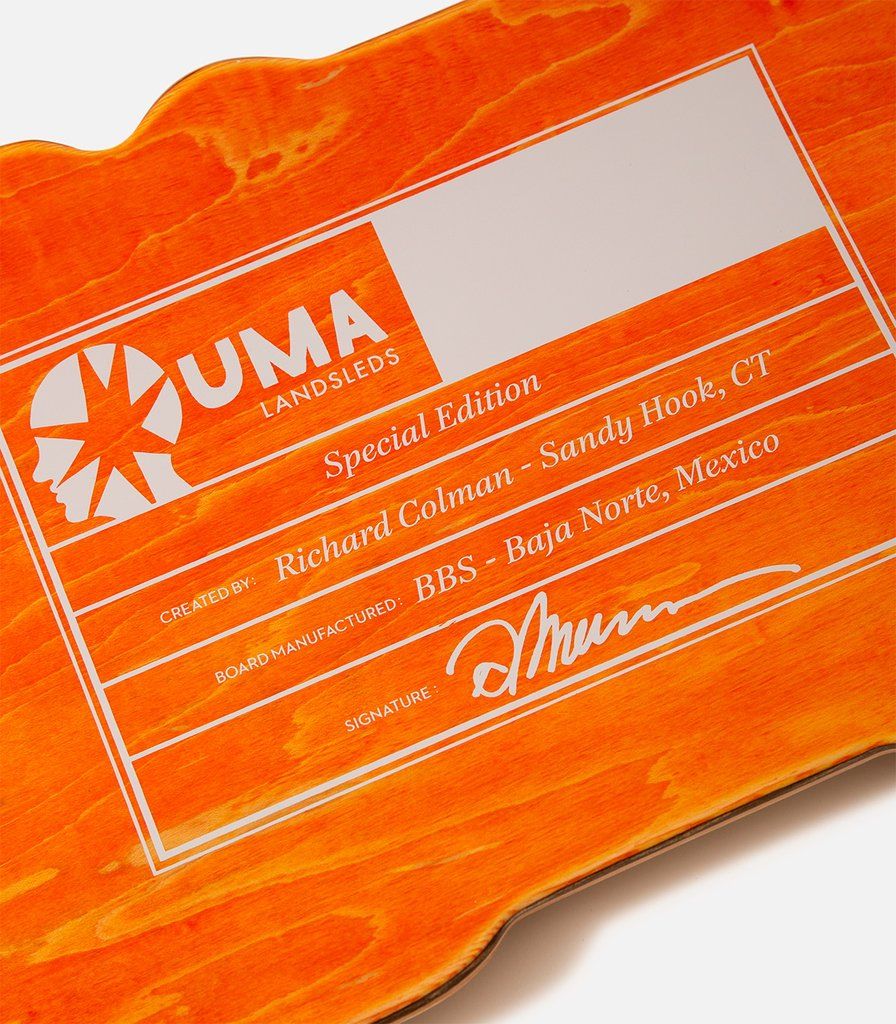 UMA
LANDSLEDS
Special Edition
CREATED BY: Richard Colman - Sandy Hook, CT
BOARD MANUFACTURED: BBS - Baja Norte, Mexico
SIGNATURE: